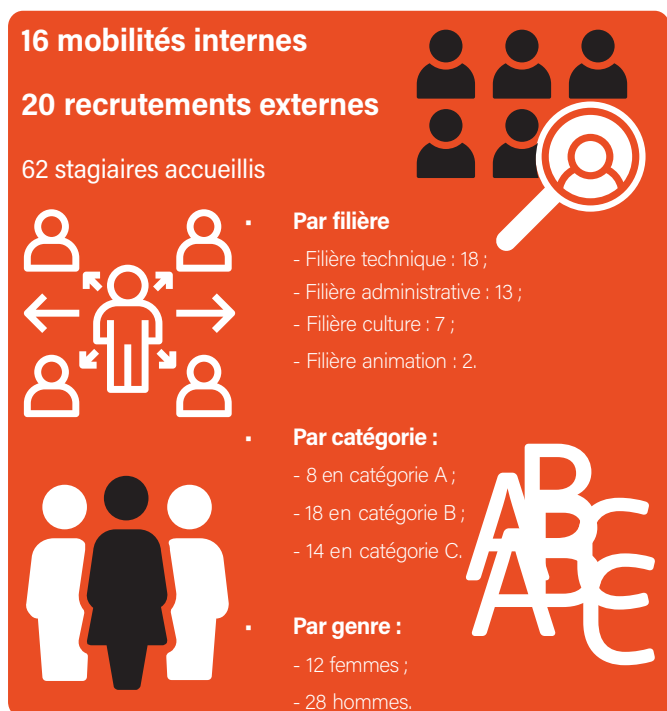 16 mobilités internes
20 recrutements externes
62 stagiaires accueillis
▪ Par filière
- Filière technique : 18 ;
- Filière administrative : 13 ;
- Filière culture : 7 ;
- Filière animation : 2.
▪ Par catégorie :
- 8 en catégorie A ;
- 18 en catégorie B ;
- 14 en catégorie C.
ABC
ABC
▪ Par genre :
- 12 femmes ;
- 28 hommes.